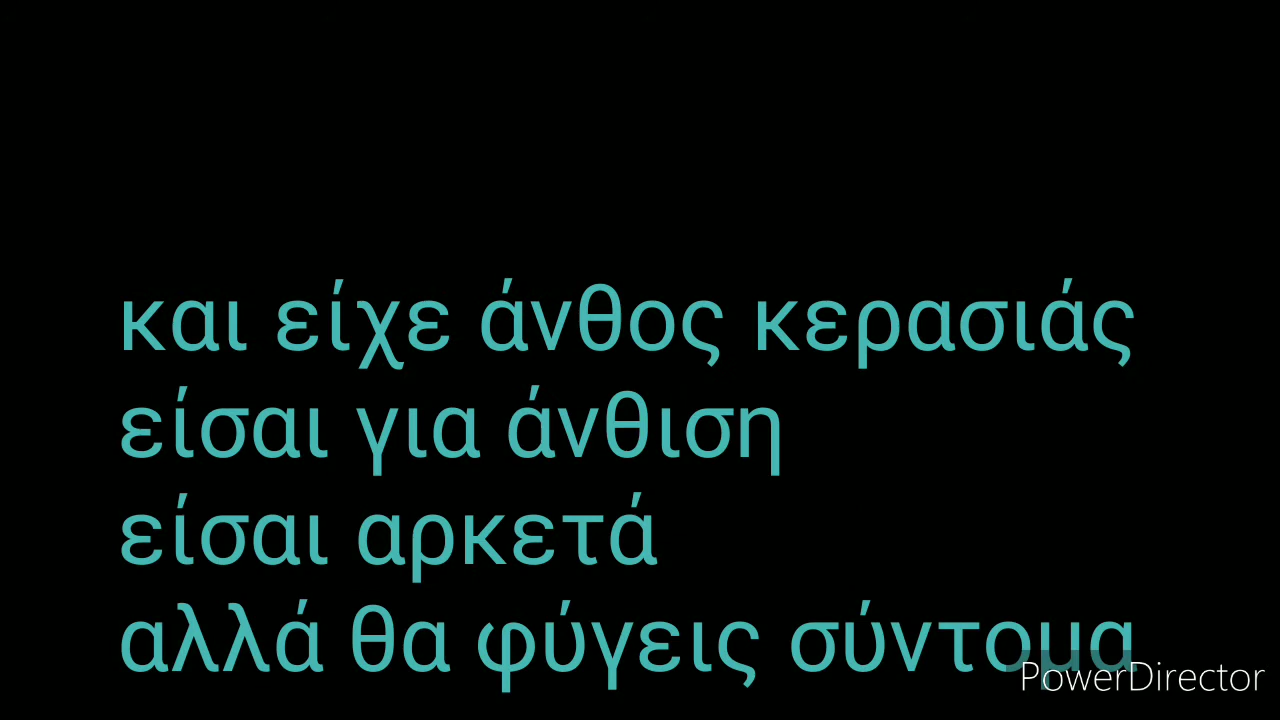 και είχε άνθος κερασιάς
είσαι για άνθιση
είσαι αρκετά
αλλά θα φύγεις σύντομα
PowerDirector